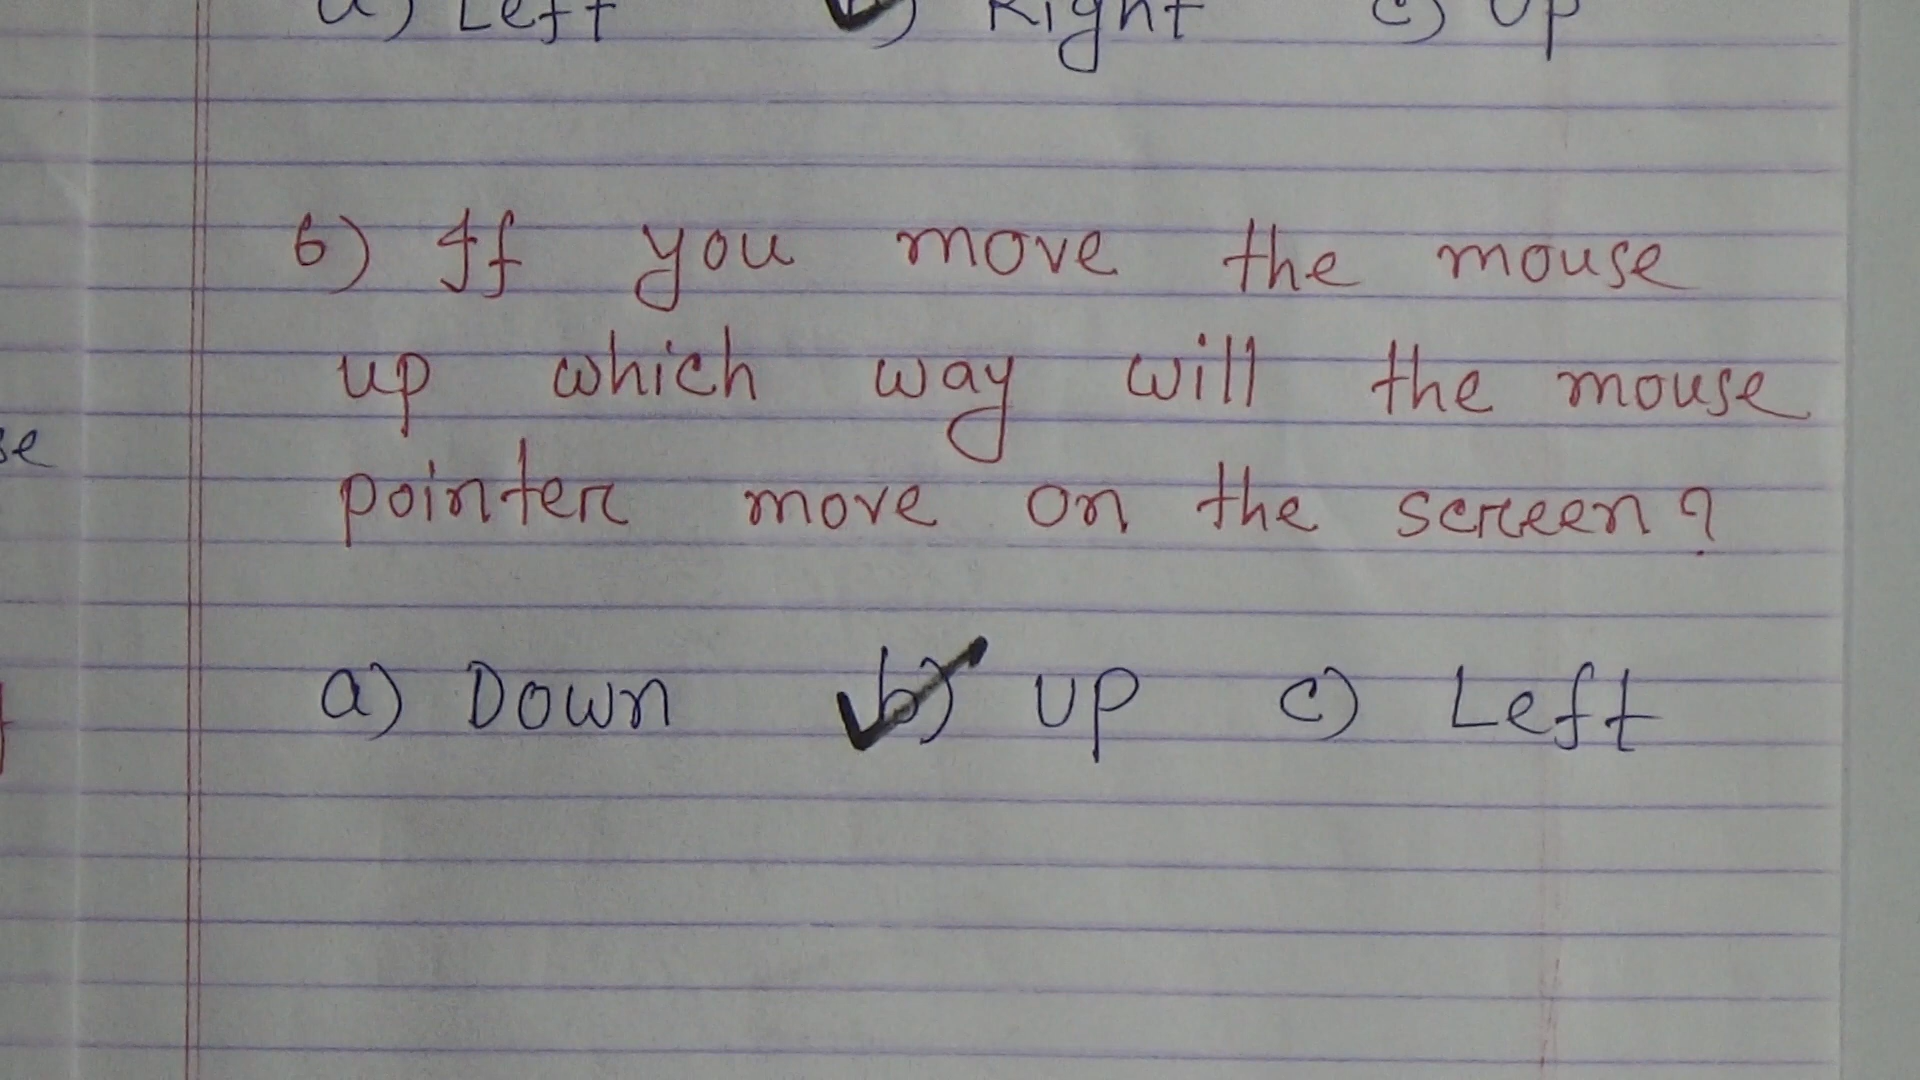 a) Left b) Right c) Up
6) If you move the mouse
up which way will the mouse
pointer move on the screen?
se
a) Down b) Up c) Left